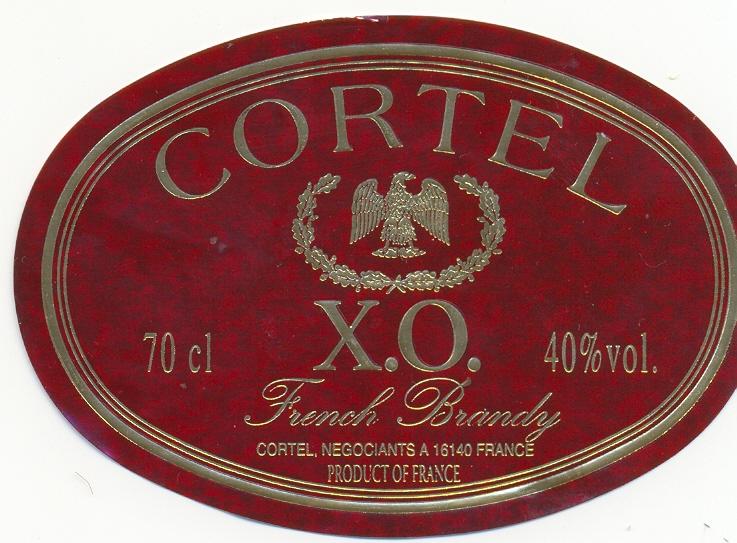 CORTEL
X.O.
70 cl
40%vol.
French Brandy
CORTEL, NEGOCIANTS A 16140 FRANCE
PRODUCT OF FRANCE